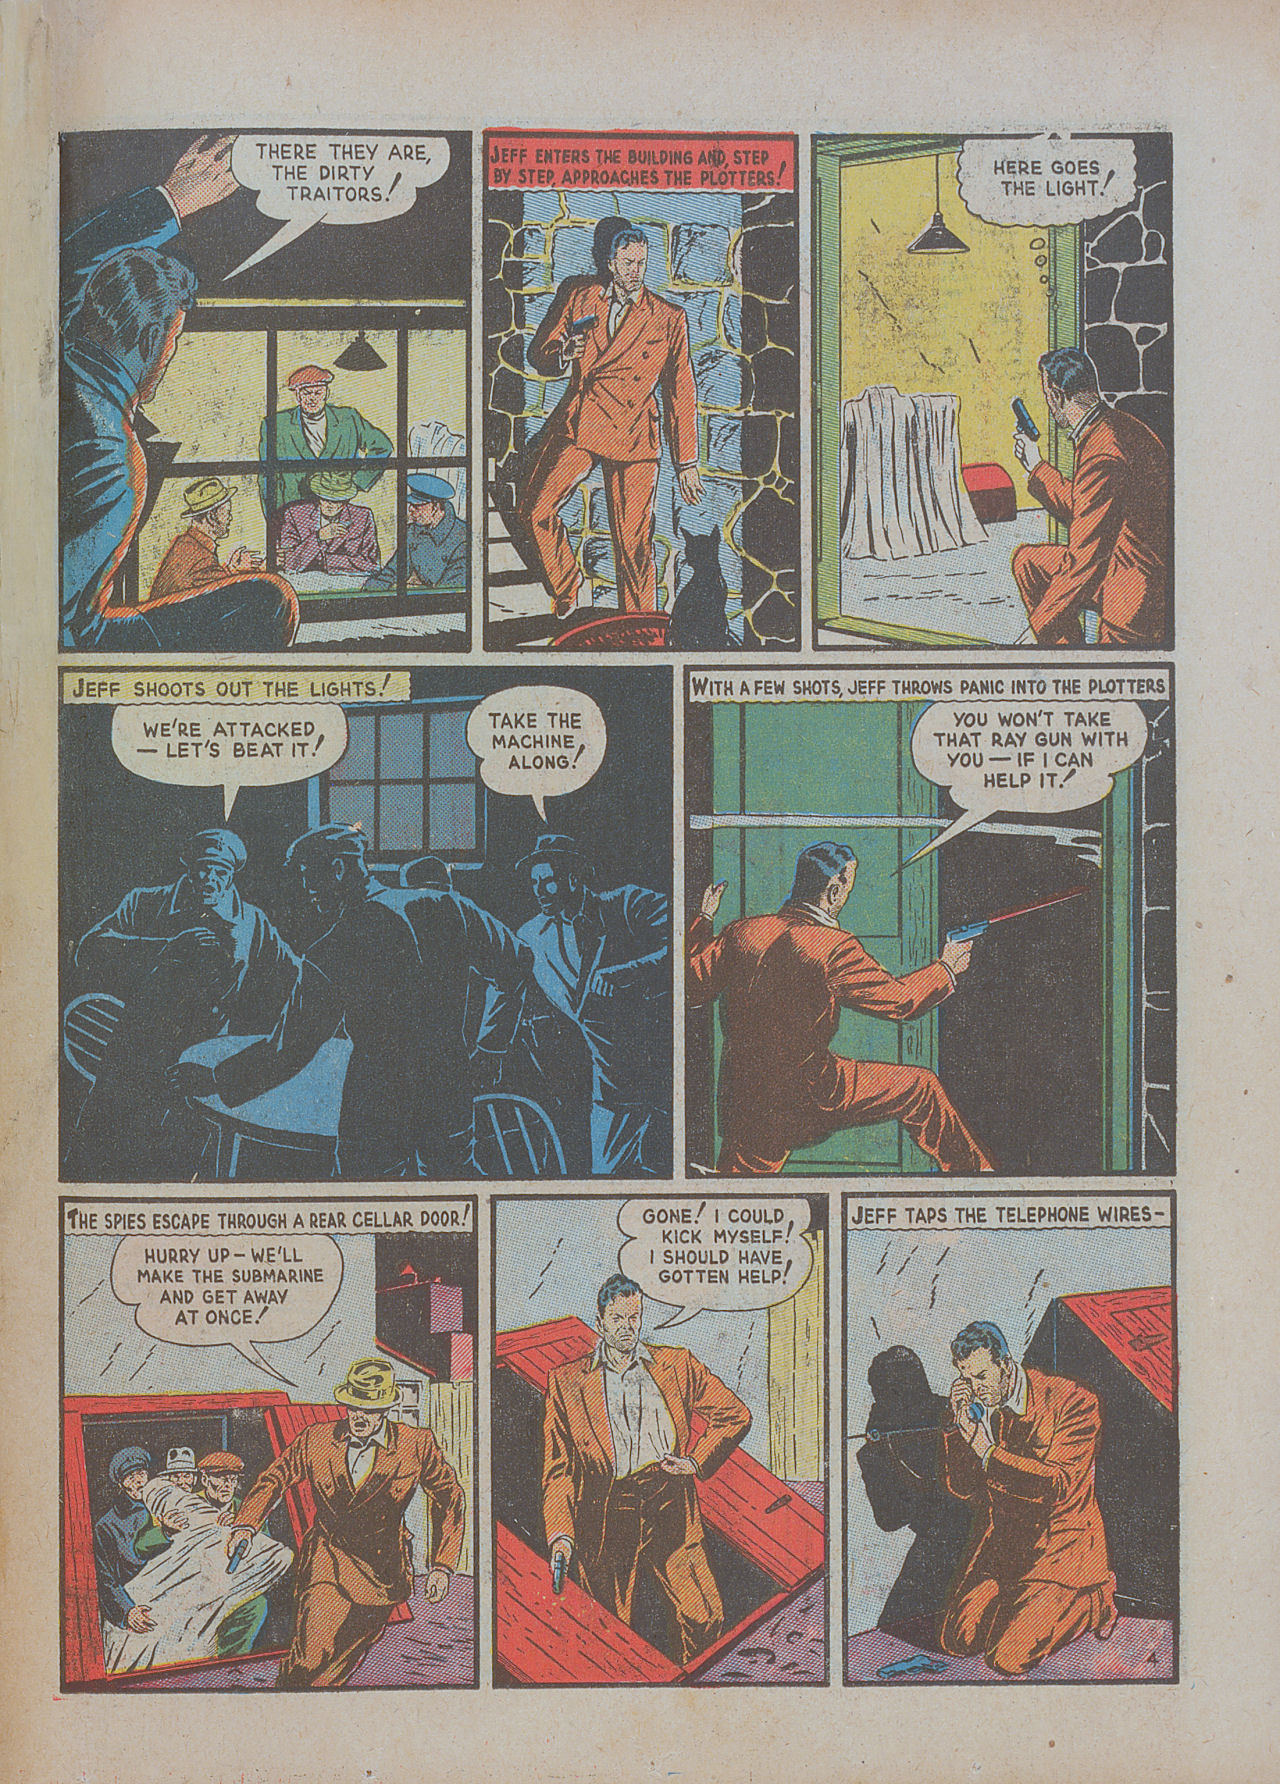 THERE THEY ARE,
THE DIRTY
TRAITORS!
JEFF ENTERS THE BUILDING AND, STEP
BY STEP, APPROACHES THE PLOTTERS!
HERE GOES
THE LIGHT!
JEFF SHOOTS OUT THE LIGHTS!
WE'RE ATTACKED
— LET'S BEAT IT!
TAKE THE
MACHINE
ALONG!
WITH A FEW SHOTS, JEFF THROWS PANIC INTO THE PLOTTERS
YOU WON'T TAKE
THAT RAY GUN WITH
YOU — IF I CAN
HELP IT!
THE SPIES ESCAPE THROUGH A REAR CELLAR DOOR!
HURRY UP — WE'LL
MAKE THE SUBMARINE
AND GET AWAY
AT ONCE!
GONE! I COULD
KICK MYSELF!
I SHOULD HAVE
GOTTEN HELP!
JEFF TAPS THE TELEPHONE WIRES —
4